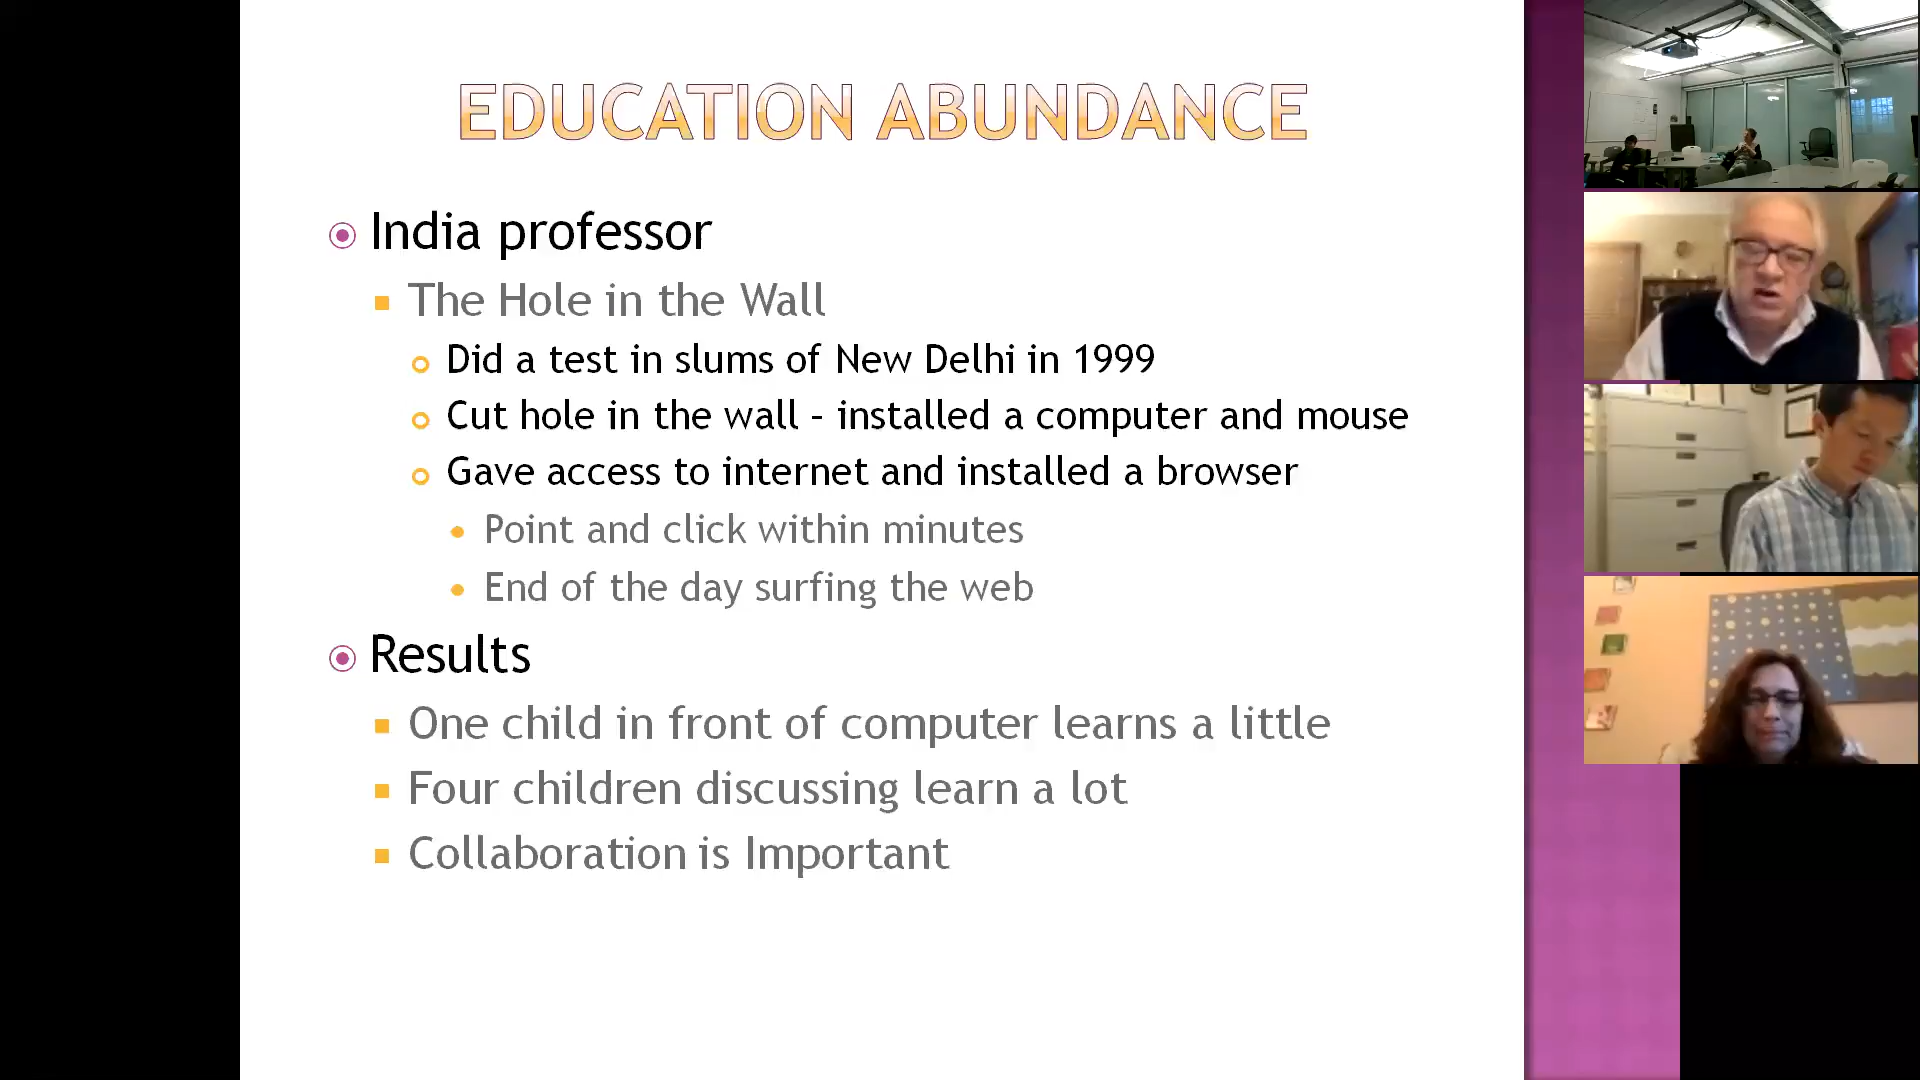 EDUCATION ABUNDANCE
India professor
The Hole in the Wall
Did a test in slums of New Delhi in 1999
Cut hole in the wall – installed a computer and mouse
Gave access to internet and installed a browser
Point and click within minutes
End of the day surfing the web
Results
One child in front of computer learns a little
Four children discussing learn a lot
Collaboration is Important